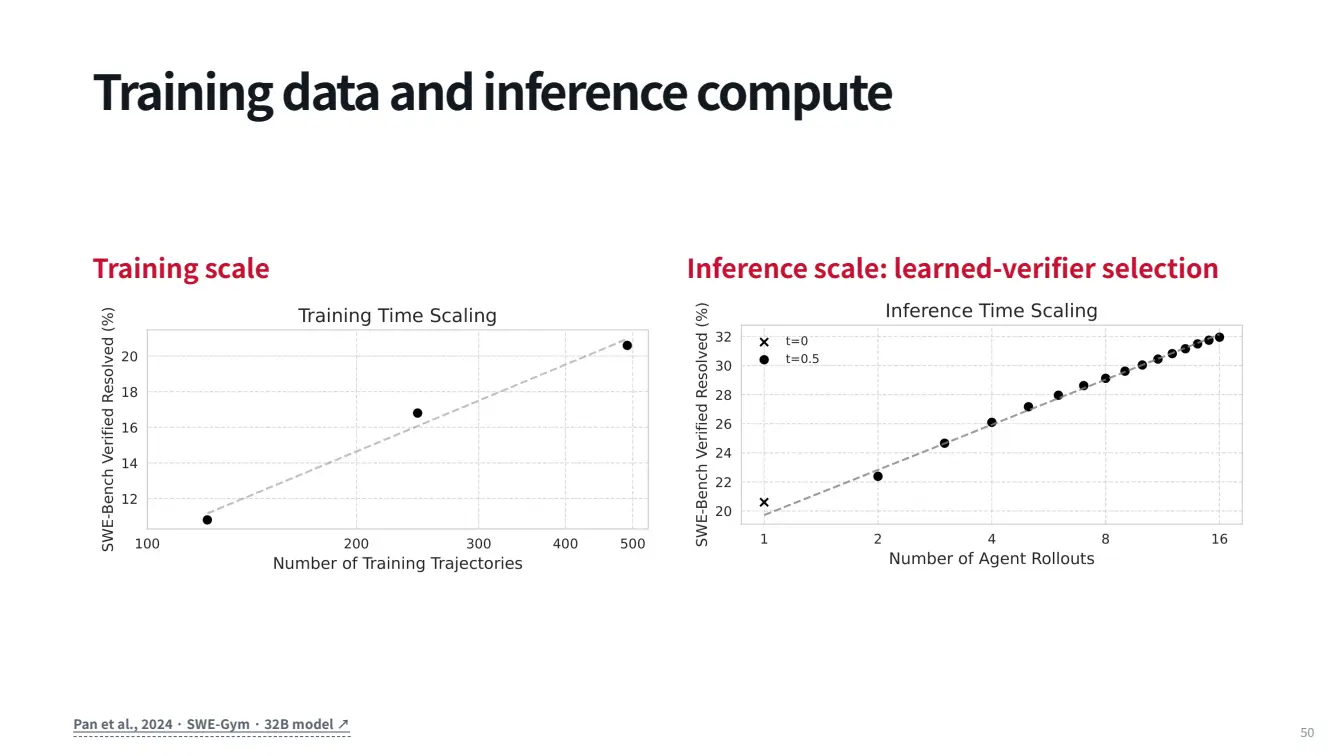 Training data and inference compute
Training scale
Training Time Scaling
SWE-Bench Verified Resolved (%)
20
18
16
14
12
100
200
300
400
500
Number of Training Trajectories
Inference scale: learned-verifier selection
Inference Time Scaling
SWE-Bench Verified Resolved (%)
t=0
t=0.5
32
30
28
26
24
22
20
1
2
4
8
16
Number of Agent Rollouts
Pan et al., 2024 · SWE-Gym · 32B model ↗
50